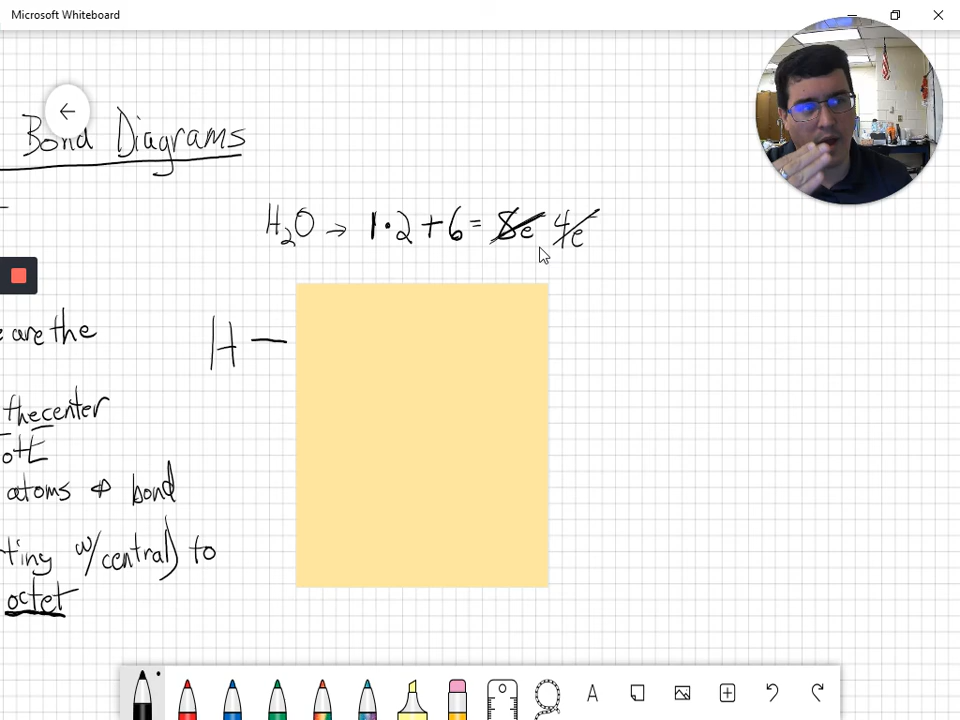 Microsoft Whiteboard
Bond Diagrams
H₂O → 1·2+6= 8e⁻ 4e⁻
e are the
H —
the center
atoms + bond
ting w/central) to
octet
A